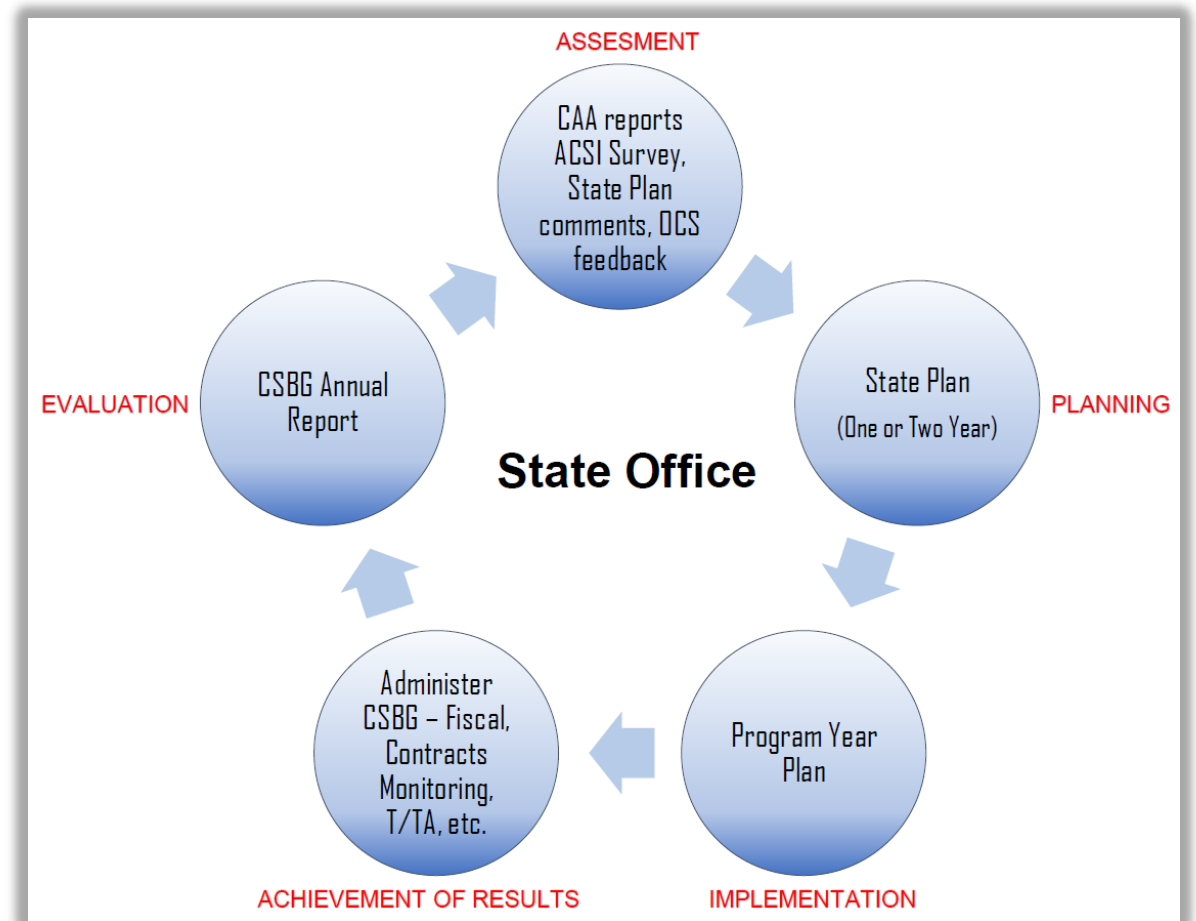 ASSESMENT
CAA reports
ACSI Survey,
State Plan
comments, OCS
feedback
State Plan
(One or Two Year)
PLANNING
Program Year
Plan
IMPLEMENTATION
Administer
CSBG – Fiscal,
Contracts
Monitoring,
T/TA, etc.
ACHIEVEMENT OF RESULTS
CSBG Annual
Report
EVALUATION
State Office